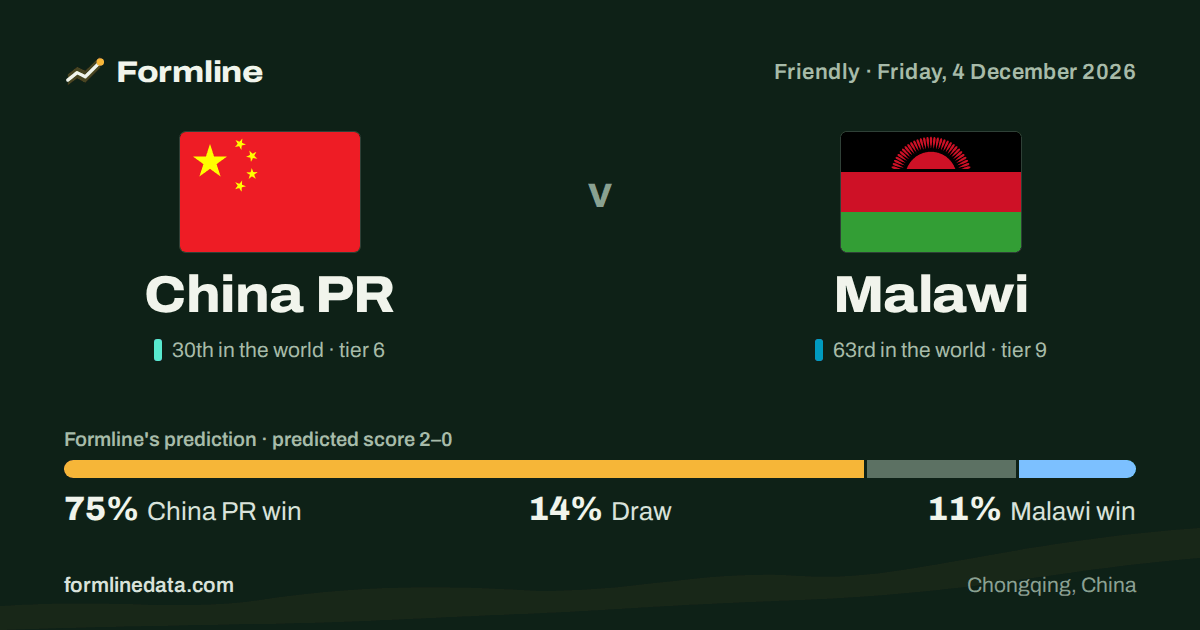 Formline
Friendly · Friday, 4 December 2026
V
China PR
Malawi
30th in the world · tier 6
63rd in the world · tier 9
Formline's prediction · predicted score 2–0
75% China PR win
14% Draw
11% Malawi win
formlinedata.com
Chongqing, China